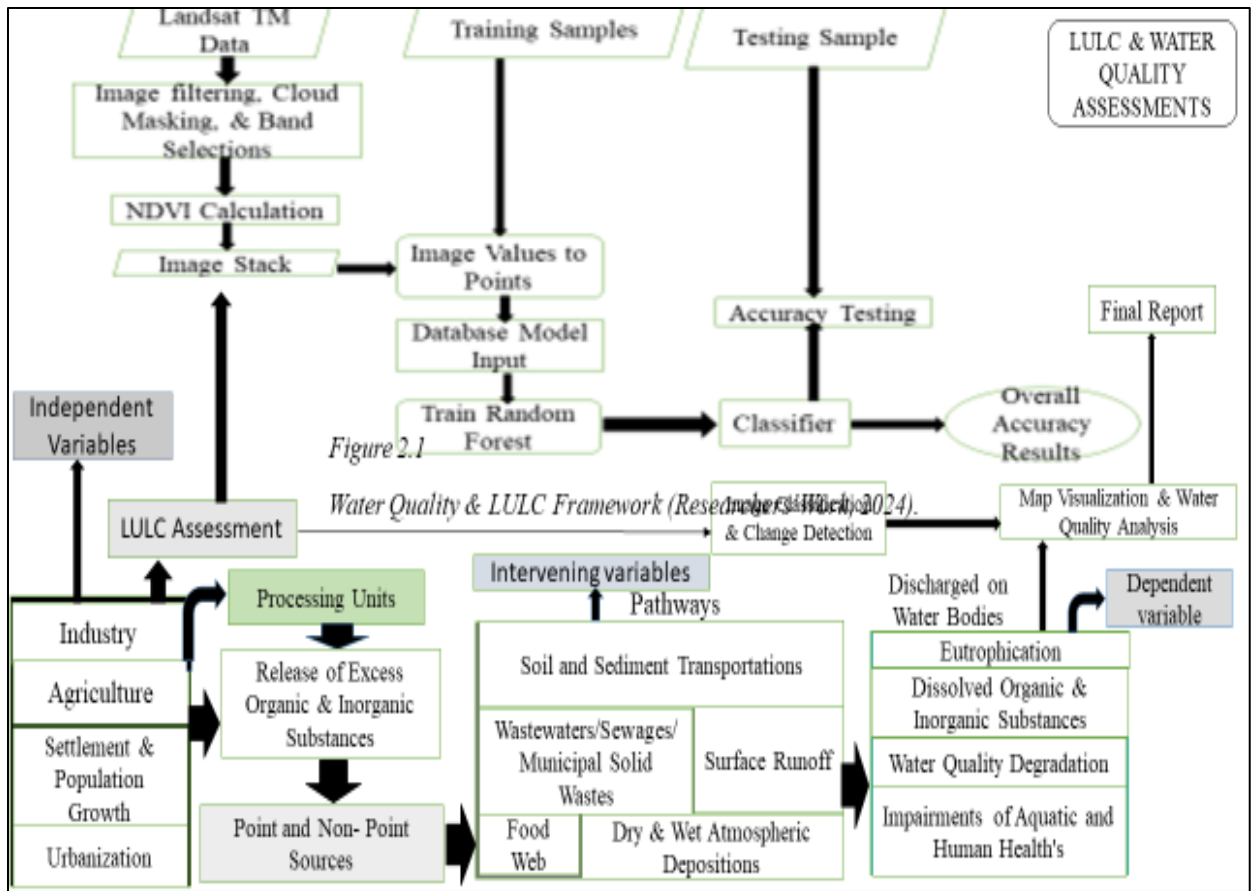 Landsat TM
Data
Training Samples
Testing Sample
LULC & WATER
QUALITY
ASSESSMENTS
Image filtering, Cloud
Masking, & Band
Selections
NDVI Calculation
Image Stack
Image Values to
Points
Accuracy Testing
Final Report
Database Model
Input
Independent
Variables
Train Random
Forest
Classifier
Overall
Accuracy
Results
Figure 2.1
Water Quality & LULC Framework (Researchers Work, 2024).
LULC Assessment
& Change Detection
Map Visualization & Water
Quality Analysis
Intervening variables
Pathways
Discharged on
Water Bodies
Dependent
variable
Processing Units
Industry
Agriculture
Settlement &
Population
Growth
Urbanization
Release of Excess
Organic & Inorganic
Substances
Point and Non- Point
Sources
Soil and Sediment Transportations
Wastewaters/Sewages/
Municipal Solid
Wastes
Surface Runoff
Food
Web
Dry & Wet Atmospheric
Depositions
Eutrophication
Dissolved Organic &
Inorganic Substances
Water Quality Degradation
Impairments of Aquatic and
Human Health's